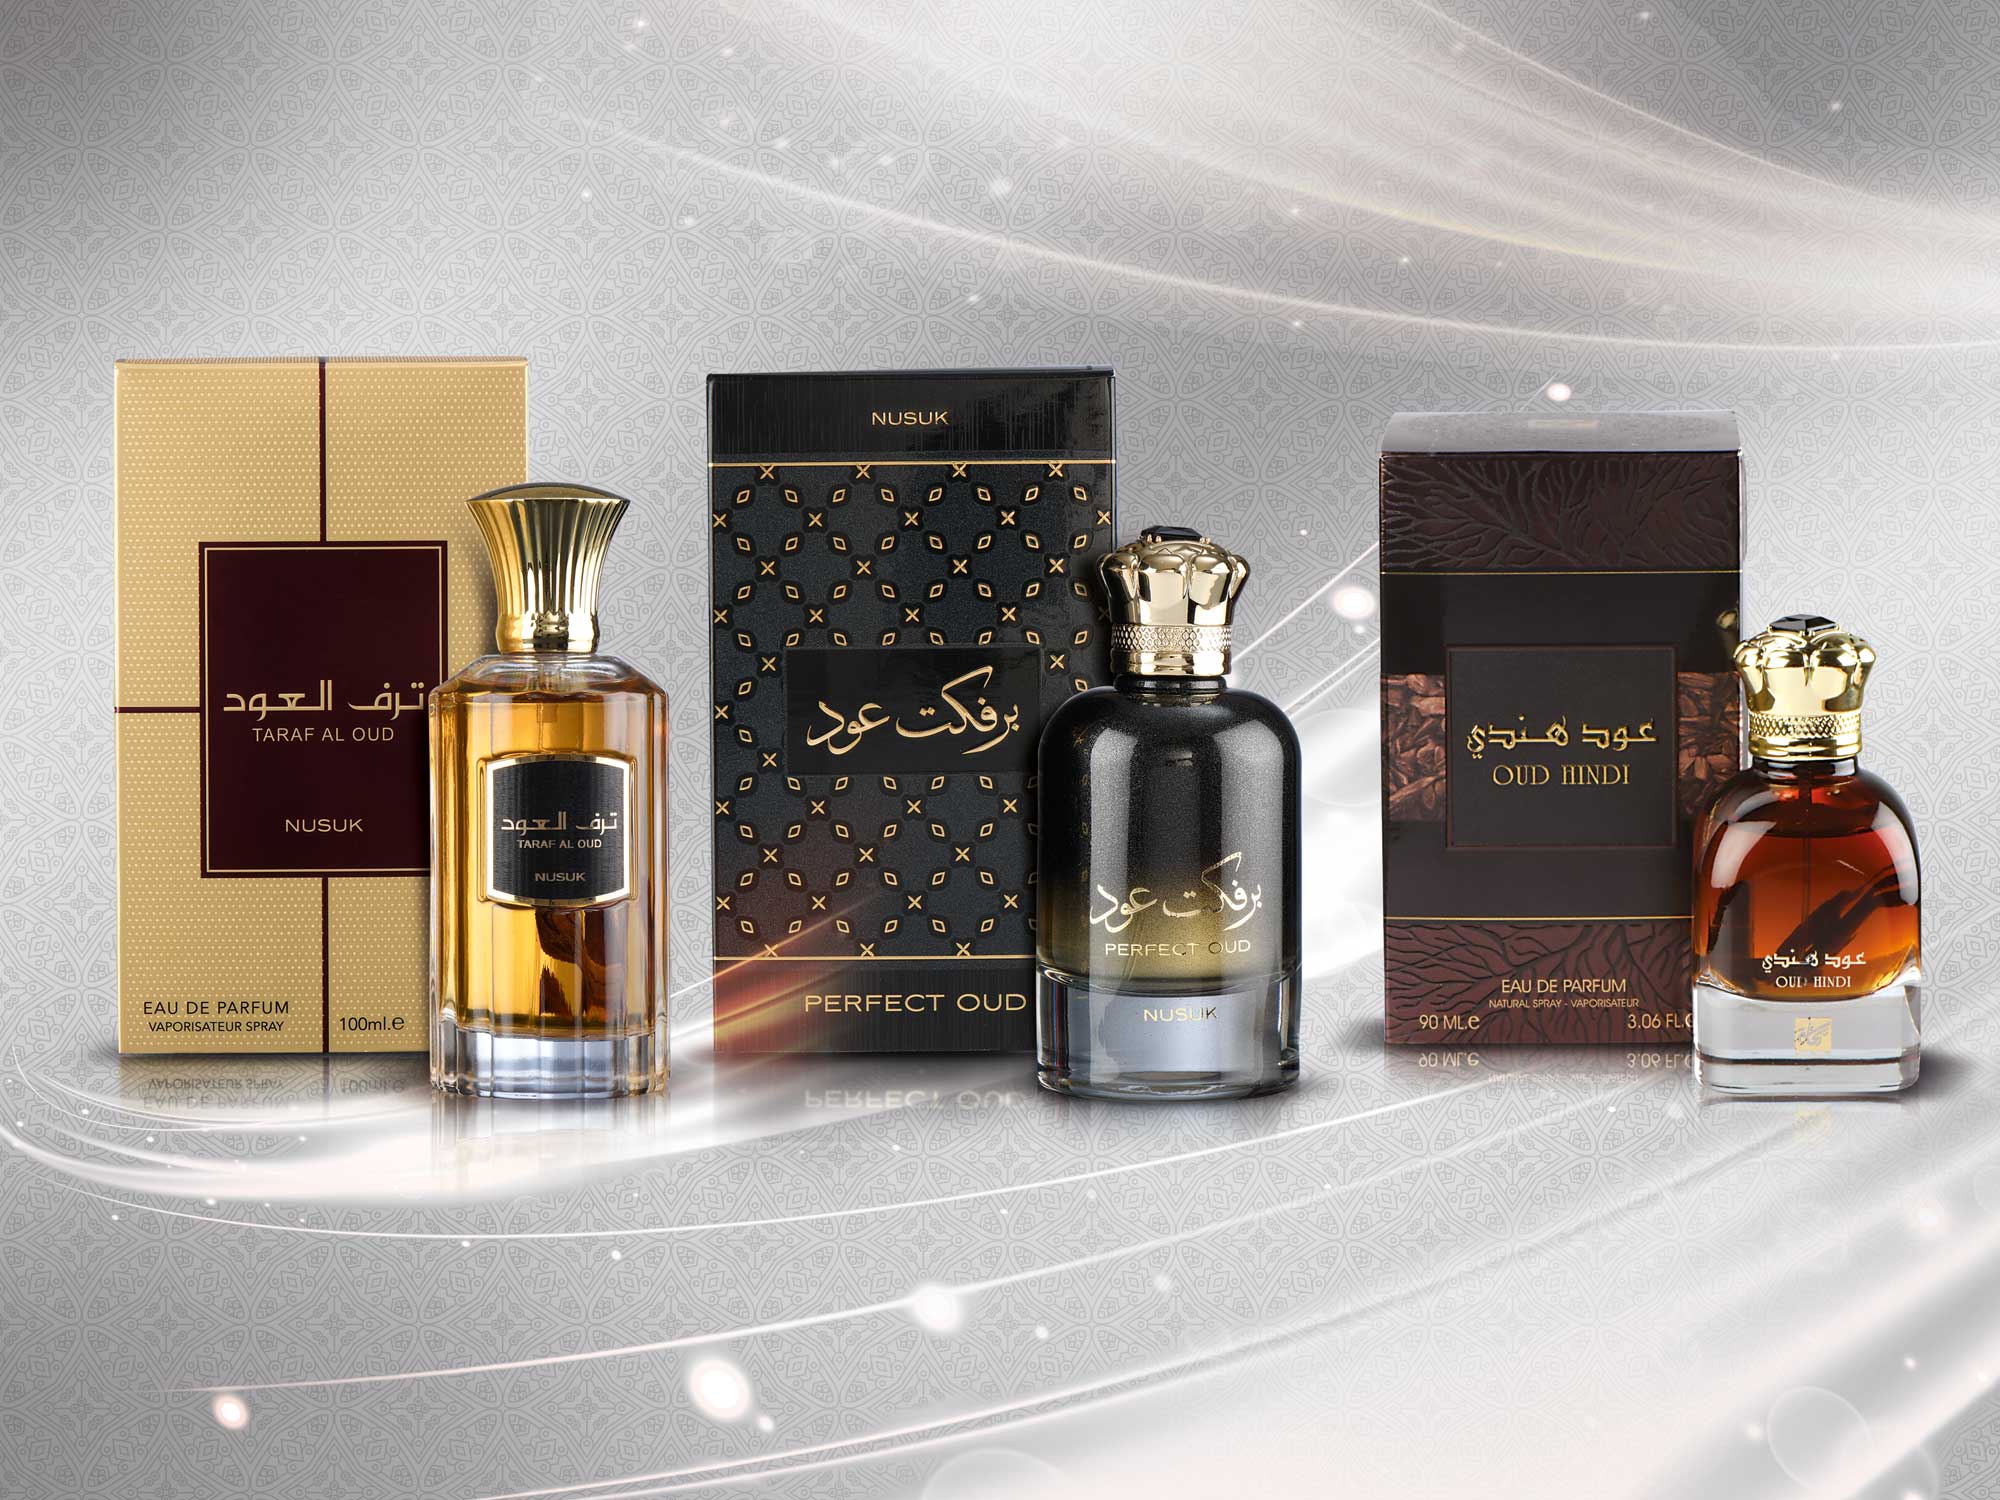 ترف العود
TARAF AL OUD
NUSUK
EAU DE PARFUM
VAPORISATEUR SPRAY
100ml.e
ترف العود
TARAF AL OUD
NUSUK
NUSUK
برفكت عود
PERFECT OUD
برفكت عود
PERFECT OUD
NUSUK
عود هندي
OUD HINDI
EAU DE PARFUM
NATURAL SPRAY - VAPORISATEUR
90 ML.e
3.06 FL.
عود هندي
OUD HINDI